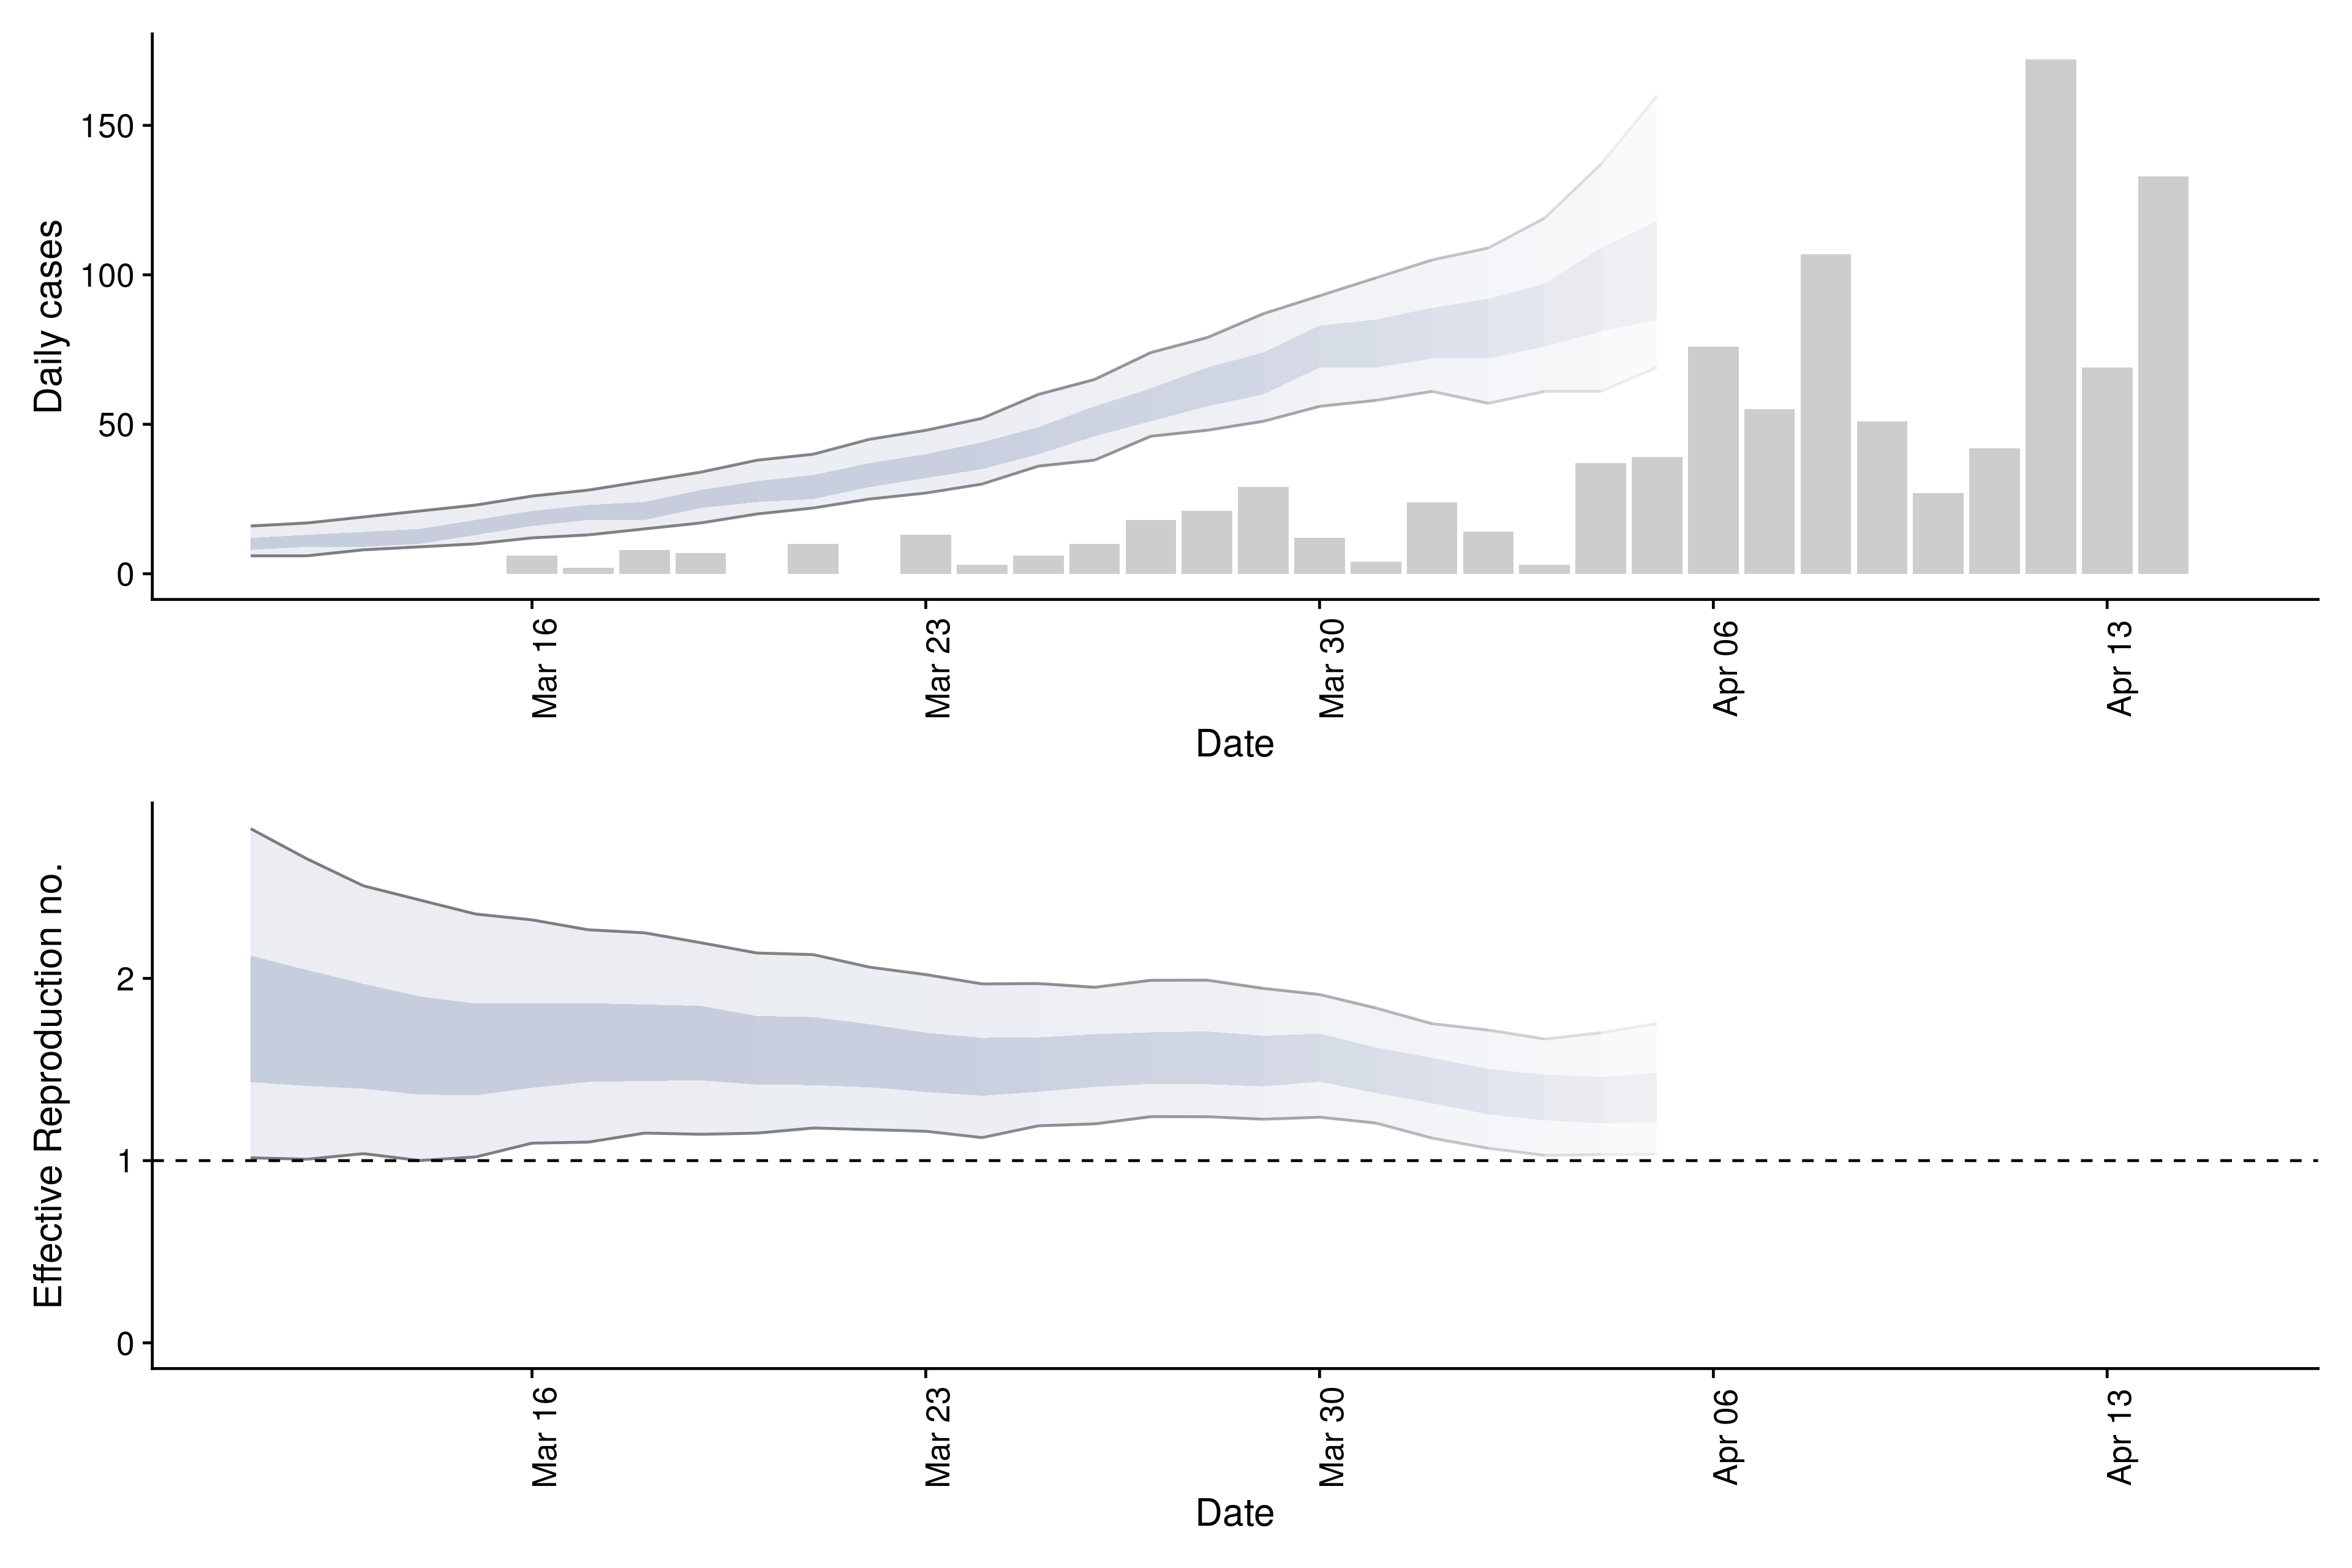 Daily cases
150
100
50
0
Mar 16
Mar 23
Mar 30
Apr 06
Apr 13
Date
Effective Reproduction no.
2
1
0
Mar 16
Mar 23
Mar 30
Apr 06
Apr 13
Date